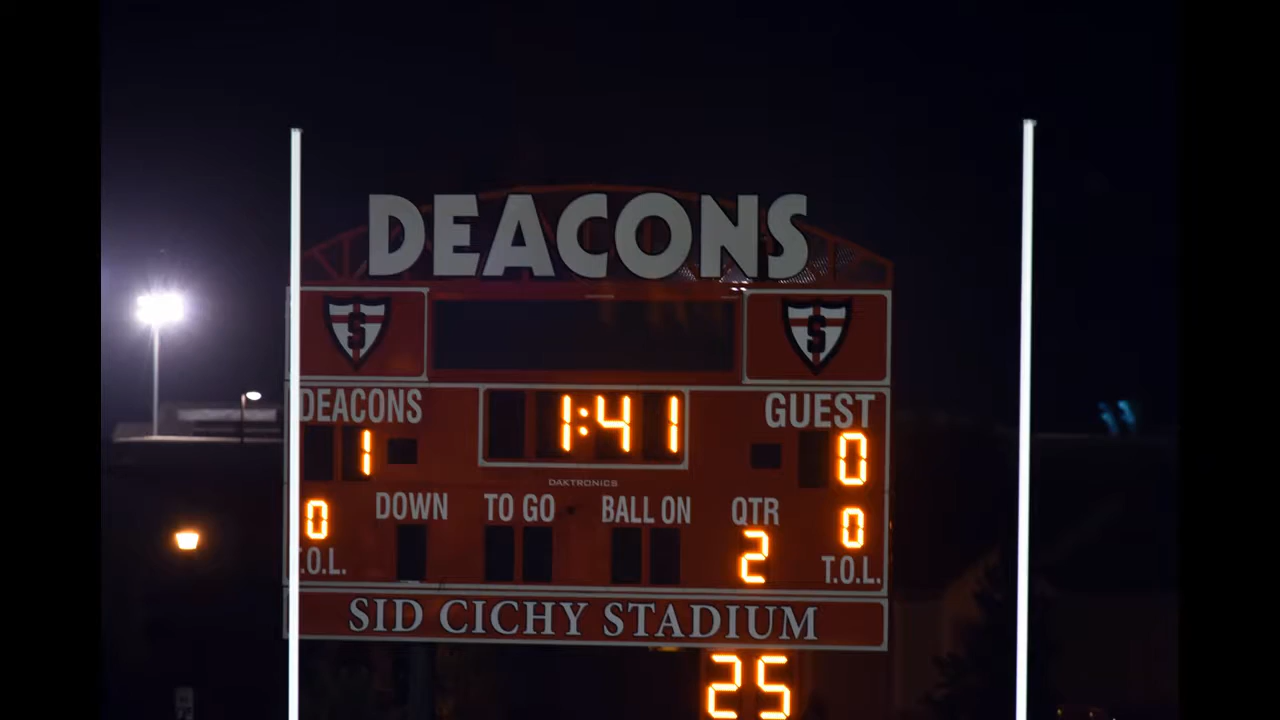 DEACONS
S S
DEACONS 1:41 GUEST
1 0
DAKTRONICS
0 DOWN TO GO BALL ON QTR 0
2
T.O.L. T.O.L.
SID CICHY STADIUM
25